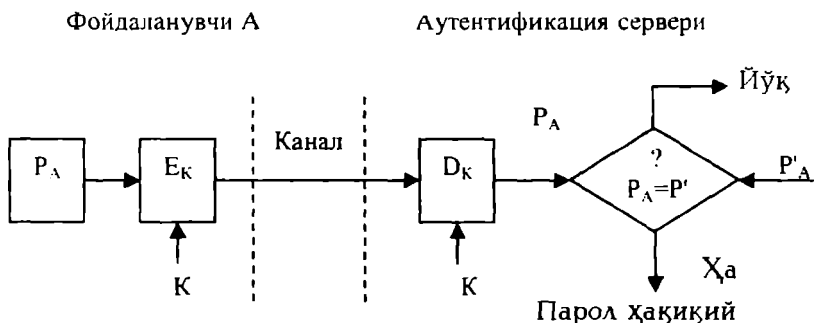 Фойдаланувчи А
Аутентификация сервери
Йўқ
P_A
Канал
P_A
E_K
D_K
?
P_A=P'
P'_A
К
К
Ҳа
Парол ҳақиқий